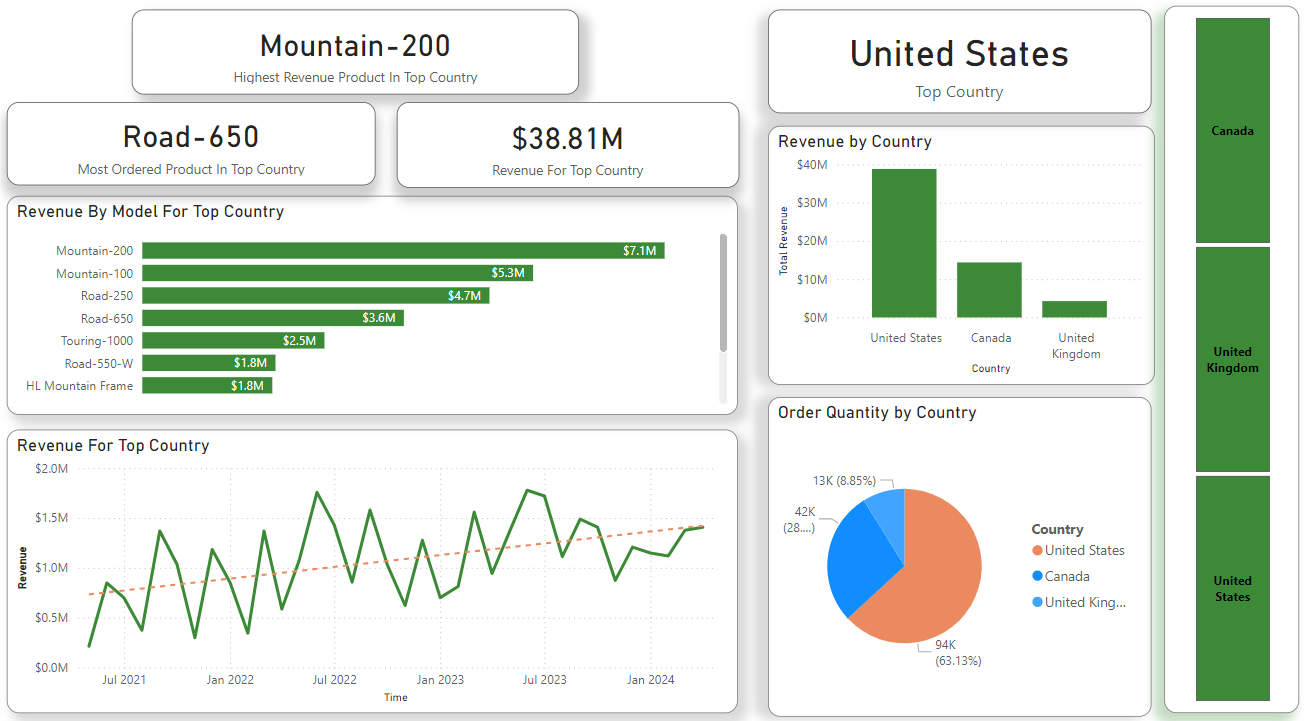 Mountain-200
Highest Revenue Product In Top Country
Road-650
Most Ordered Product In Top Country
$38.81M
Revenue For Top Country
Revenue By Model For Top Country
Mountain-200
$7.1M
Mountain-100
$5.3M
Road-250
$4.7M
Road-650
$3.6M
Touring-1000
$2.5M
Road-550-W
$1.8M
HL Mountain Frame
$1.8M
Revenue For Top Country
Revenue
$2.0M
$1.5M
$1.0M
$0.5M
$0.0M
Jul 2021
Jan 2022
Jul 2022
Jan 2023
Jul 2023
Jan 2024
Time
United States
Top Country
Revenue by Country
Total Revenue
$40M
$30M
$20M
$10M
$0M
United States
Canada
United
Kingdom
Country
Order Quantity by Country
13K (8.85%)
42K
(28....)
94K
(63.13%)
Country
United States
Canada
United King...
Canada
United
Kingdom
United
States